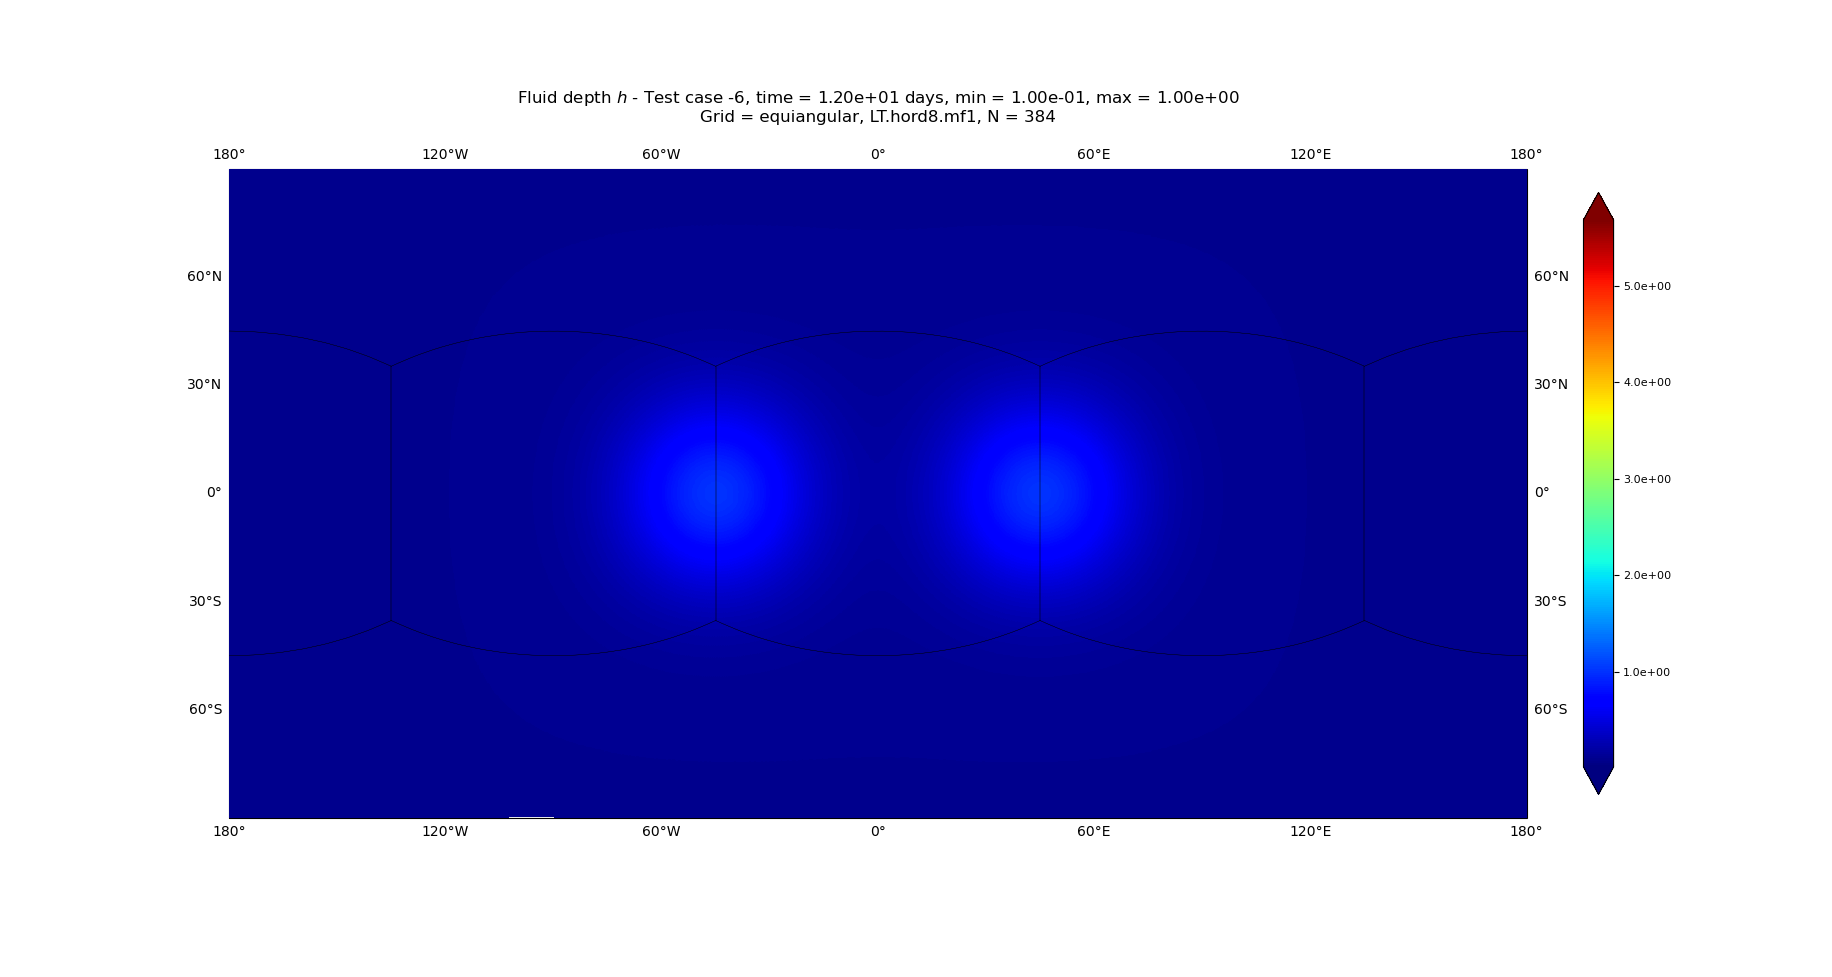 Fluid depth h - Test case -6, time = 1.20e+01 days, min = 1.00e-01, max = 1.00e+00
Grid = equiangular, LT.hord8.mf1, N = 384
180° 120°W 60°W 0° 60°E 120°E 180°
60°N 60°N
30°N 30°N
0° 0°
30°S 30°S
60°S 60°S
180° 120°W 60°W 0° 60°E 120°E 180°
5.0e+00
4.0e+00
3.0e+00
2.0e+00
1.0e+00